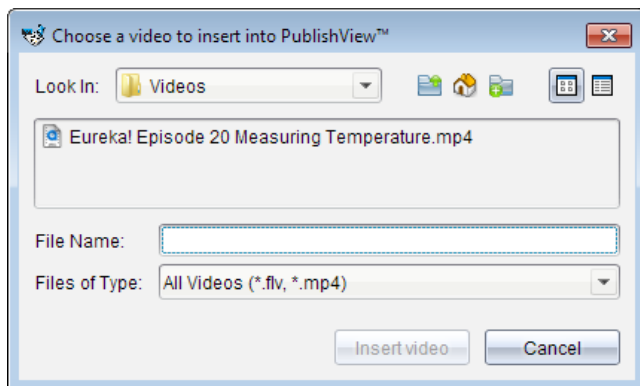 Choose a video to insert into PublishView™
Look In: Videos
Eureka! Episode 20 Measuring Temperature.mp4
File Name:
Files of Type: All Videos (*.flv, *.mp4)
Insert video Cancel